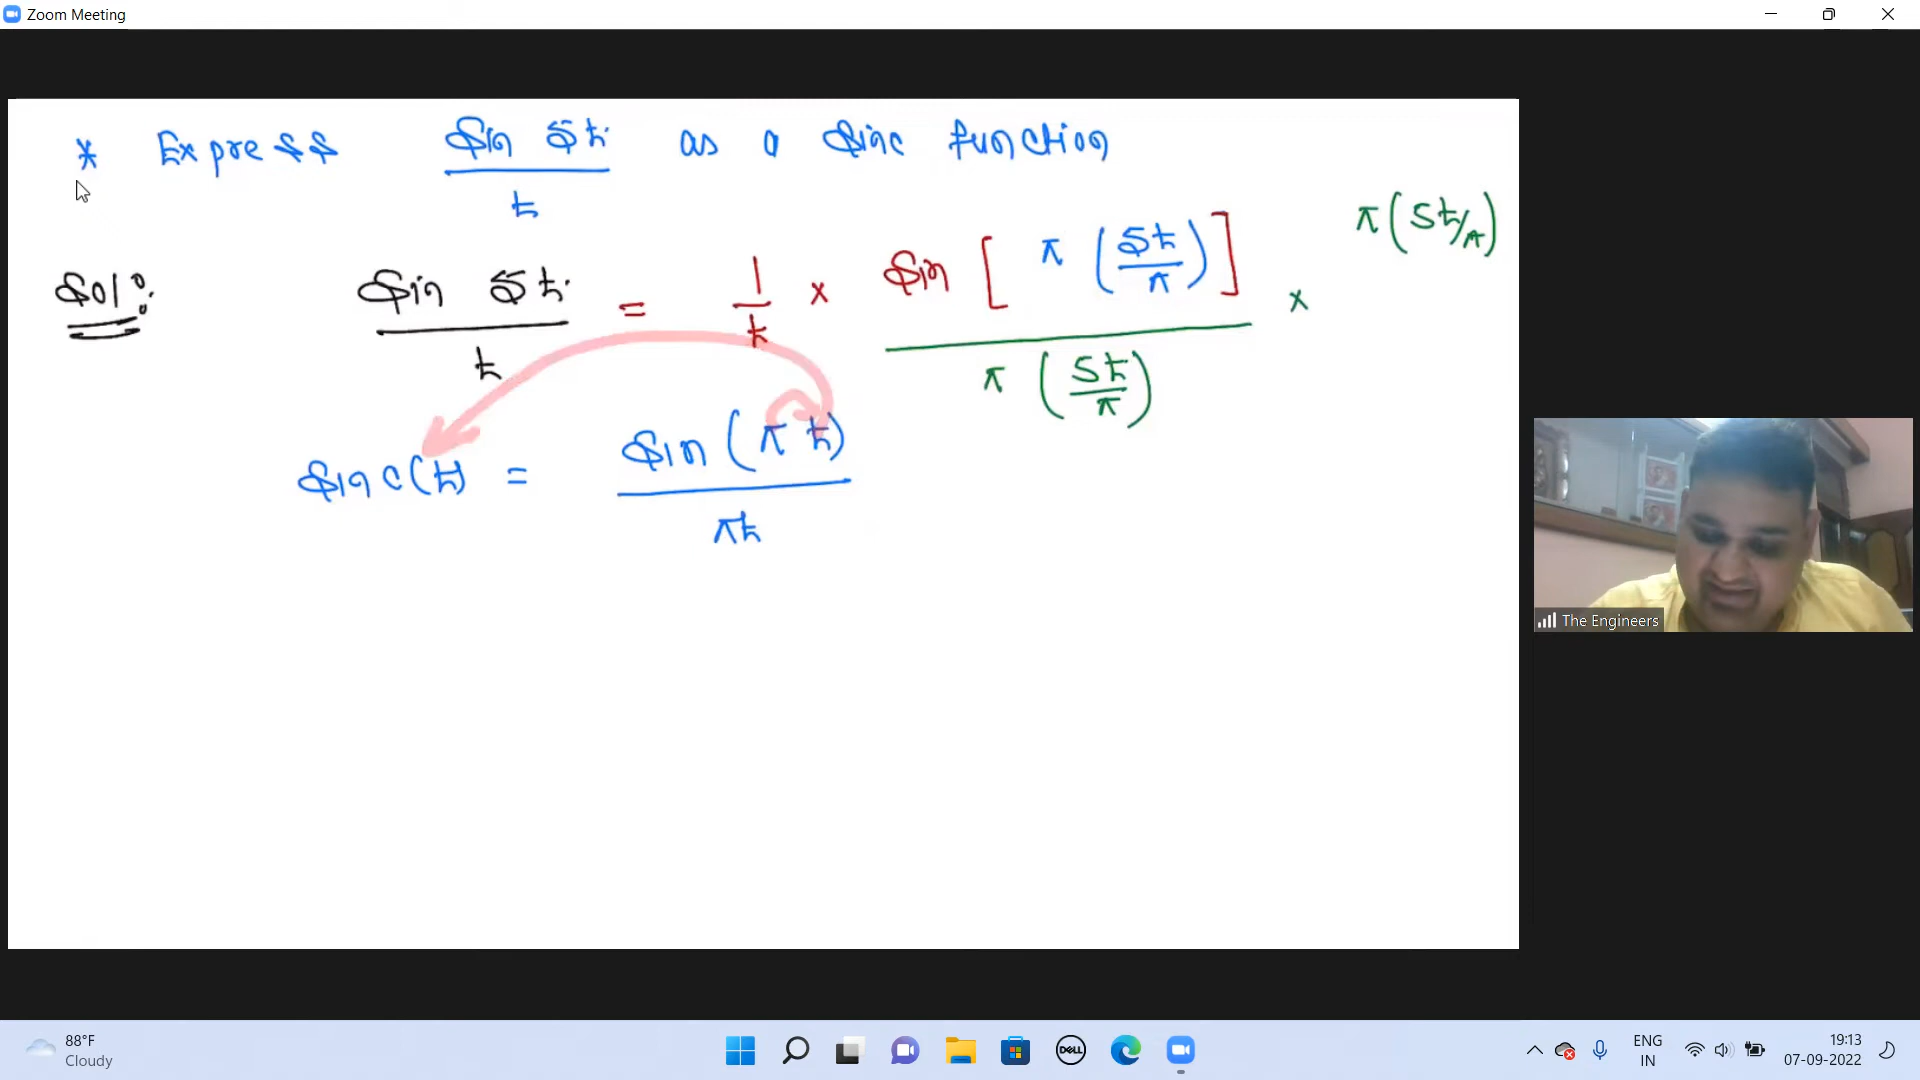 Zoom Meeting
* Express sin 5t / t as a sinc function
Sol: sin 5t / t = 1/t × sin [ π ( 5t/π ) ] / π ( 5t/π ) × π(5t/π)
sinc(t) = sin ( π t ) / πt
The Engineers
88°F
Cloudy
DELL
ENG
IN
19:13
07-09-2022